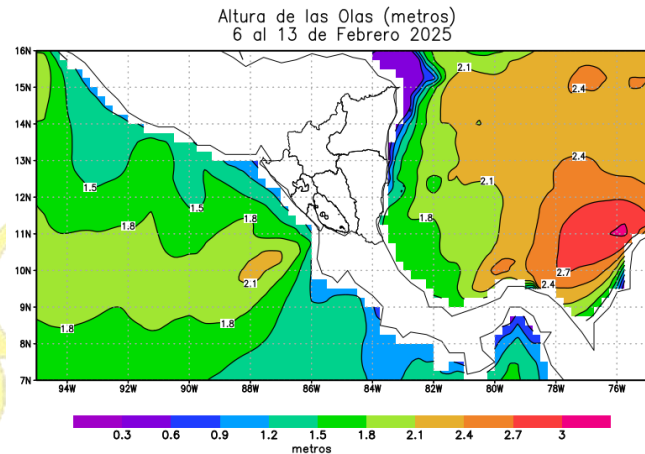 Altura de las Olas (metros)
6 al 13 de Febrero 2025
16N
15N
14N
13N
12N
11N
10N
9N
8N
7N
2.1
2.4
2.4
1.5
1.5
2.1
1.8
1.8
1.8
2.1
2.7
2.4
1.8
1.8
94W 92W 90W 88W 86W 84W 82W 80W 78W 76W
0.3 0.6 0.9 1.2 1.5 1.8 2.1 2.4 2.7 3
metros